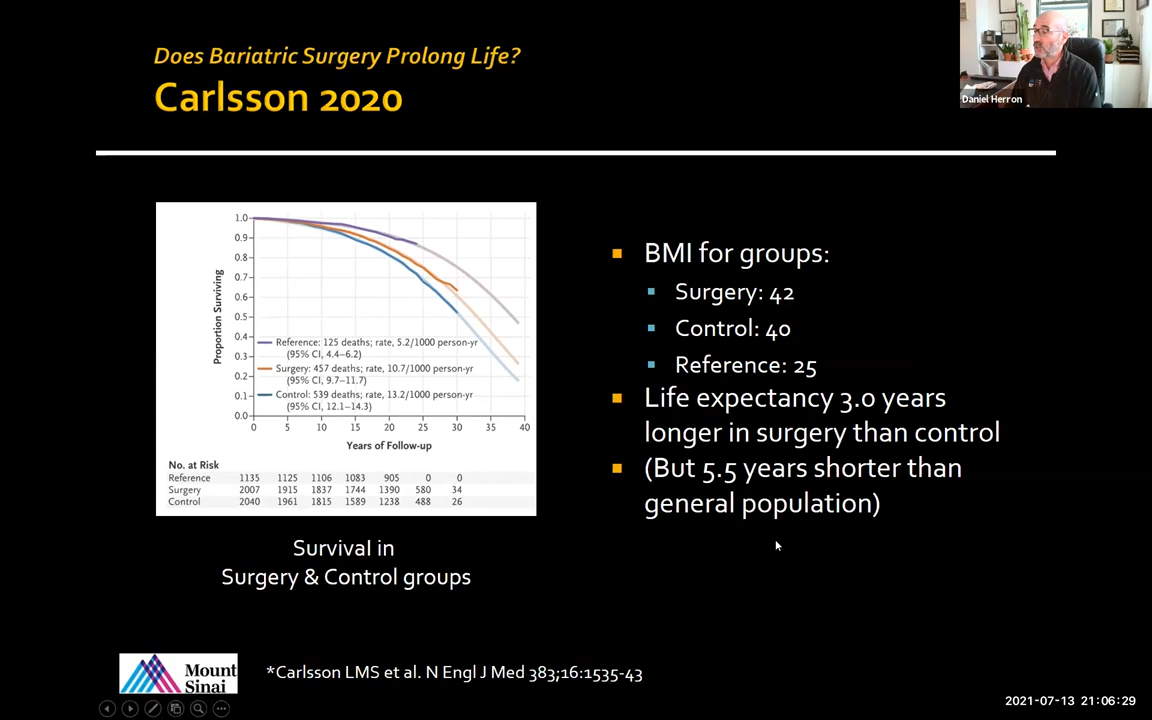 Does Bariatric Surgery Prolong Life?
Carlsson 2020
Daniel Herron
1.0
0.9
0.8
0.7
0.6
0.5
0.4
0.3
0.2
0.1
0.0
Proportion Surviving
Reference: 125 deaths; rate, 5.2/1000 person-yr
(95% CI, 4.4–6.2)
Surgery: 457 deaths; rate, 10.7/1000 person-yr
(95% CI, 9.7–11.7)
Control: 539 deaths; rate, 13.2/1000 person-yr
(95% CI, 12.1–14.3)
0 5 10 15 20 25 30 35 40
Years of Follow-up
No. at Risk
Reference 1135 1125 1106 1083 905 0 0
Surgery 2007 1915 1837 1744 1390 580 34
Control 2040 1961 1815 1589 1238 488 26
Survival in
Surgery & Control groups
BMI for groups:
Surgery: 42
Control: 40
Reference: 25
Life expectancy 3.0 years
longer in surgery than control
(But 5.5 years shorter than
general population)
Mount
Sinai
*Carlsson LMS et al. N Engl J Med 383;16:1535-43
2021-07-13 21:06:29